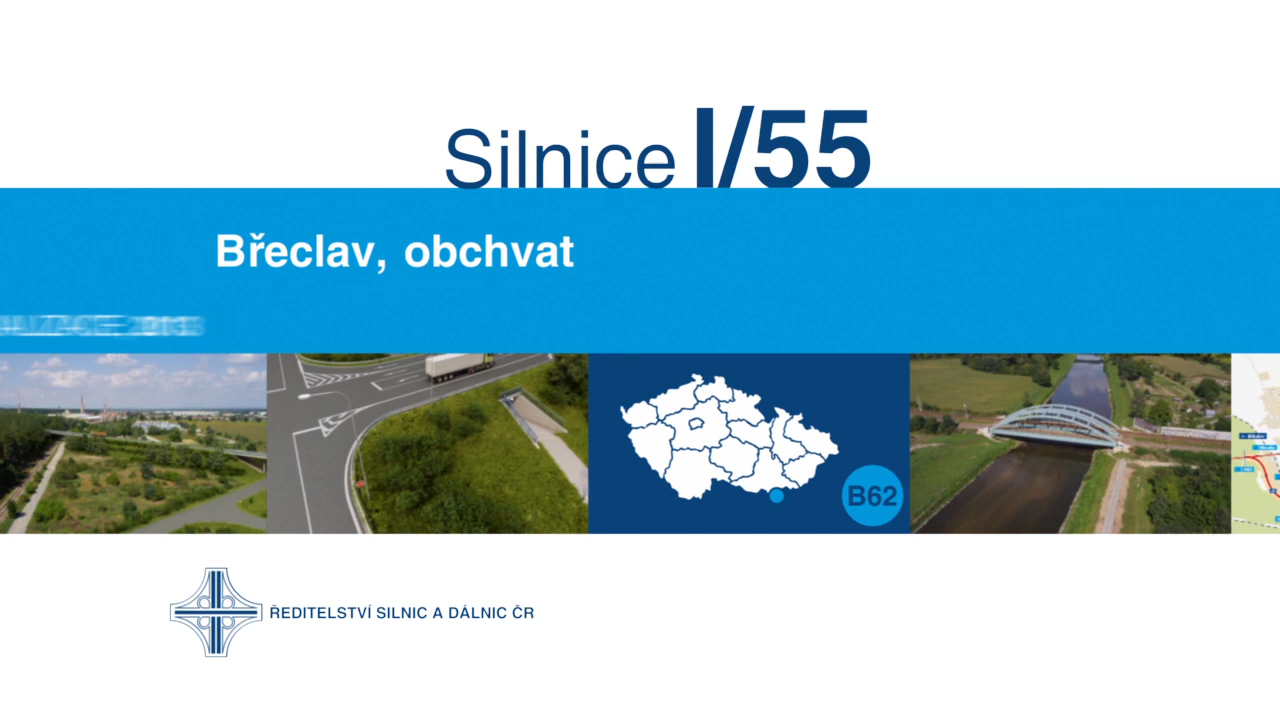 Silnice I/55
Břeclav, obchvat
B62
ŘEDITELSTVÍ SILNIC A DÁLNIC ČR